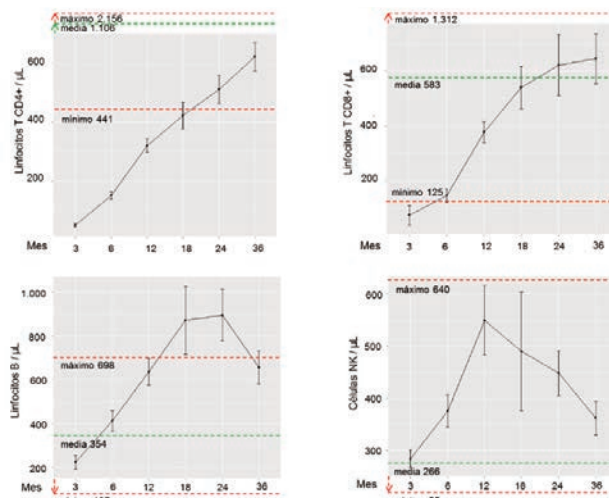 máximo 2.156
media 1.106
600
mínimo 441
400
200
Linfocitos T CD4+ / µL
Mes 3 6 12 18 24 36
máximo 1.312
600
media 583
400
mínimo 125
200
Linfocitos T CD8+ / µL
Mes 3 6 12 18 24 36
1.000
800
máximo 698
600
400
media 354
200
Linfocitos B / µL
Mes 3 6 12 18 24 36
máximo 640
600
500
400
300
media 266
Células NK / µL
Mes 3 6 12 18 24 36